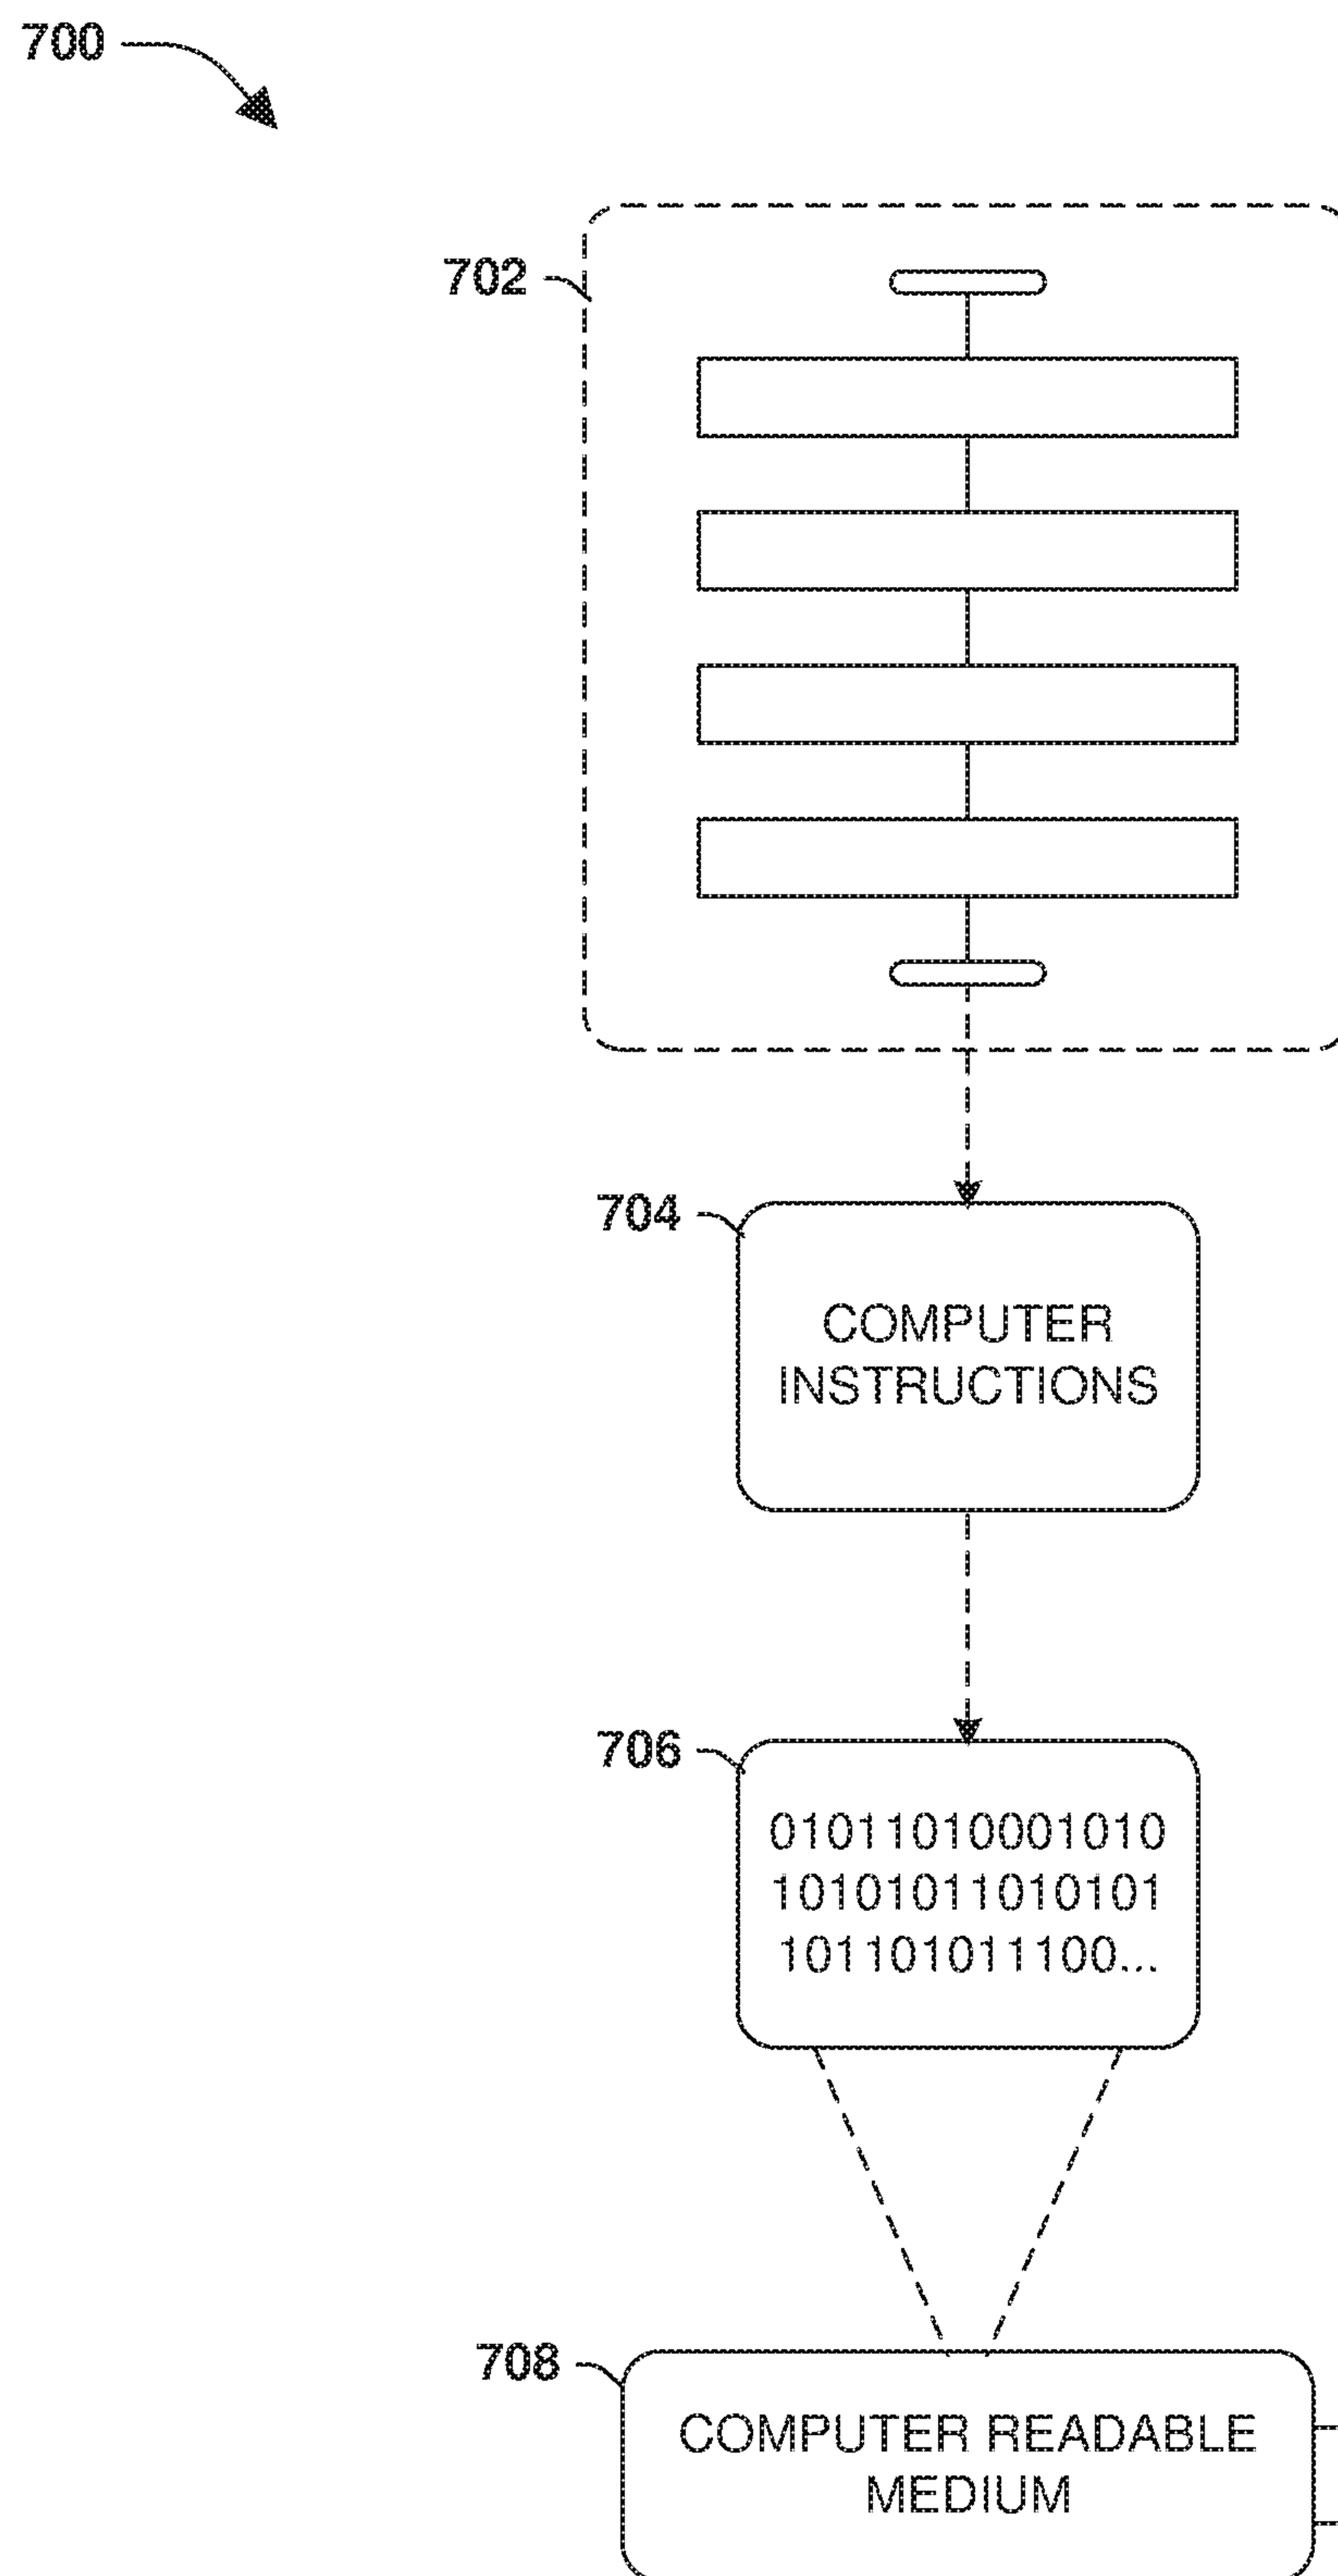 700
702
704
COMPUTER
INSTRUCTIONS
706
01011010001010
10101011010101
101101011100...
708
COMPUTER READABLE
MEDIUM